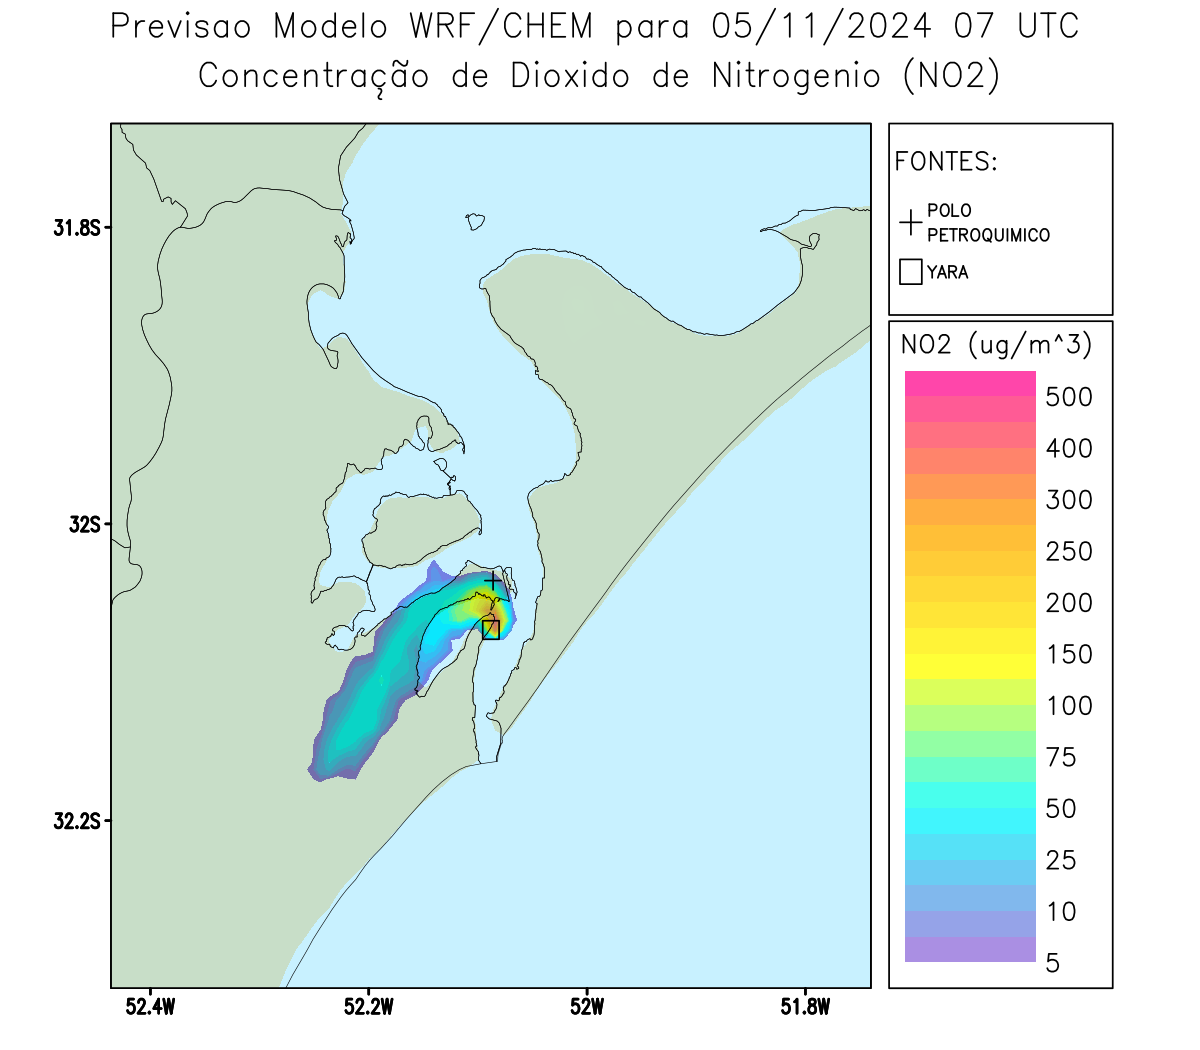 Previsao Modelo WRF/CHEM para 05/11/2024 07 UTC
Concentração de Dioxido de Nitrogenio (NO2)
FONTES:
POLO
PETROQUIMICO
YARA
31.8S
32S
32.2S
52.4W
52.2W
52W
51.8W
NO2 (ug/m^3)
500
400
300
250
200
150
100
75
50
25
10
5